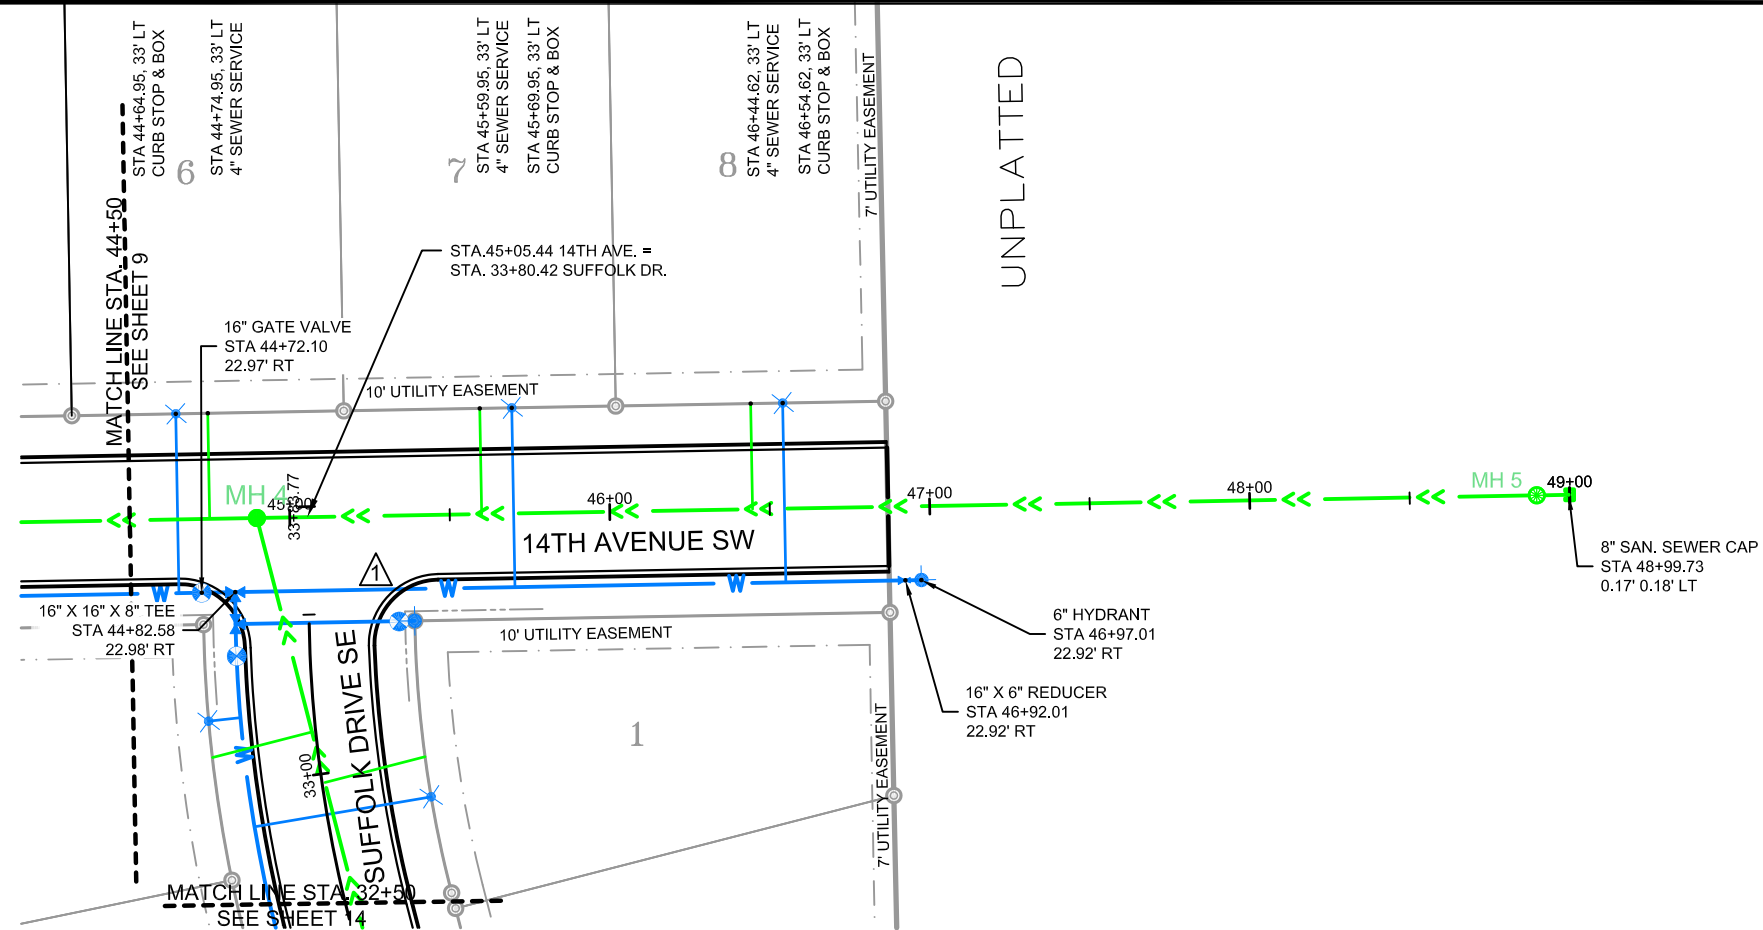 STA 44+64.95, 33' LT
CURB STOP & BOX
STA 44+74.95, 33' LT
4" SEWER SERVICE
STA 45+59.95, 33' LT
4" SEWER SERVICE
STA 45+69.95, 33' LT
CURB STOP & BOX
STA 46+44.62, 33' LT
4" SEWER SERVICE
STA 46+54.62, 33' LT
CURB STOP & BOX
7' UTILITY EASEMENT
UNPLATTED
6
7
8
MATCH LINE STA. 44+50
SEE SHEET 9
STA.45+05.44 14TH AVE. =
STA. 33+80.42 SUFFOLK DR.
16" GATE VALVE
STA 44+72.10
22.97' RT
10' UTILITY EASEMENT
MH 4
45+00
33+83.77
46+00
47+00
48+00
MH 5
49+00
14TH AVENUE SW
1
8" SAN. SEWER CAP
STA 48+99.73
0.17' 0.18' LT
W
W
W
16" X 16" X 8" TEE
STA 44+82.58
22.98' RT
10' UTILITY EASEMENT
6" HYDRANT
STA 46+97.01
22.92' RT
16" X 6" REDUCER
STA 46+92.01
22.92' RT
1
W
33+00
SUFFOLK DRIVE SE
7' UTILITY EASEMENT
MATCH LINE STA. 32+50
SEE SHEET 14